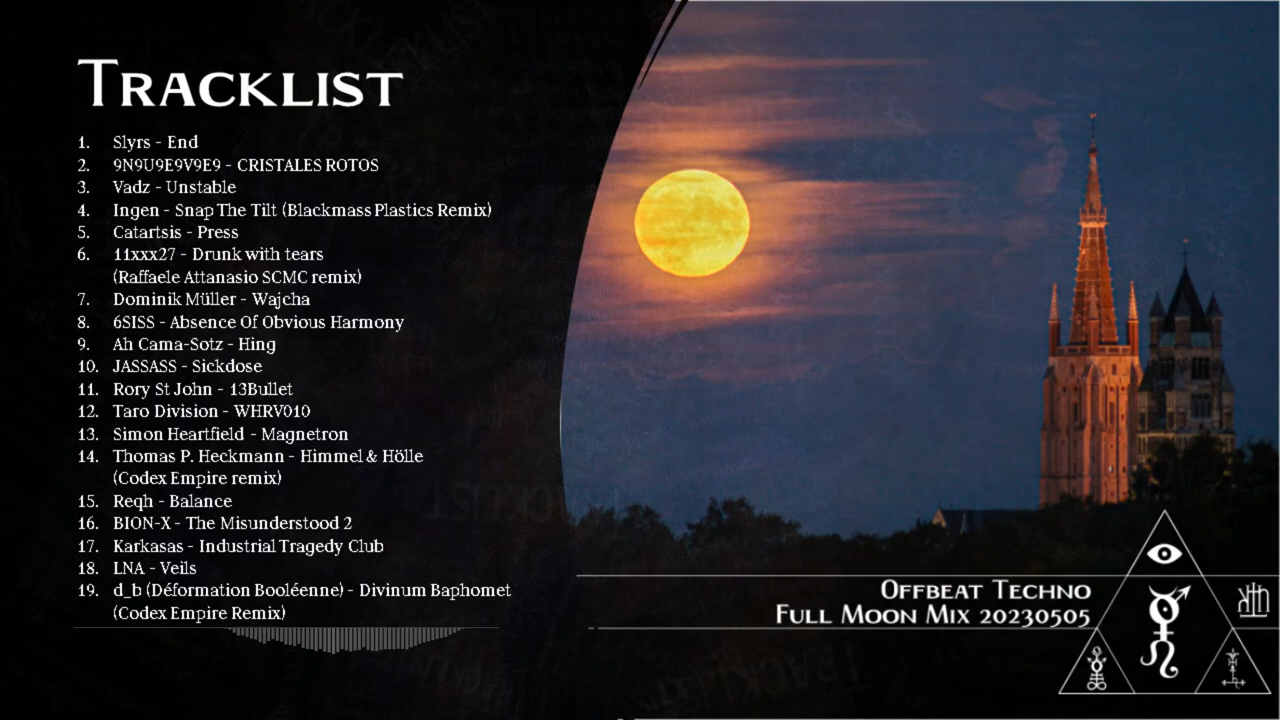 Tracklist
1. Slyrs - End
2. 9N9U9E9V9E9 - CRISTALES ROTOS
3. Vadz - Unstable
4. Ingen - Snap The Tilt (Blackmass Plastics Remix)
5. Catartsis - Press
6. 11xxx27 - Drunk with tears
(Raffaele Attanasio SCMC remix)
7. Dominik Müller - Wajcha
8. 6SISS - Absence Of Obvious Harmony
9. Ah Cama-Sotz - Hing
10. JASSASS - Sickdose
11. Rory St John - 13Bullet
12. Taro Division - WHRV010
13. Simon Heartfield - Magnetron
14. Thomas P. Heckmann - Himmel & Hölle
(Codex Empire remix)
15. Reqh - Balance
16. BION-X - The Misunderstood 2
17. Karkasas - Industrial Tragedy Club
18. LNA - Veils
19. d_b (Déformation Booléenne) - Divinum Baphomet
(Codex Empire Remix)
Offbeat Techno
Full Moon Mix 20230505